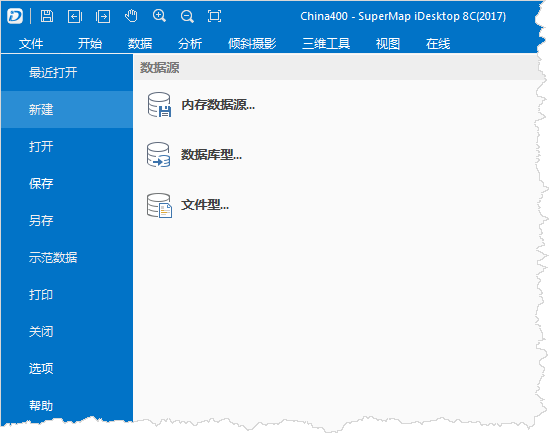 China400 - SuperMap iDesktop 8C(2017)
文件 开始 数据 分析 倾斜摄影 三维工具 视图 在线
最近打开
新建
打开
保存
另存
示范数据
打印
关闭
选项
帮助
数据源
内存数据源...
数据库型...
文件型...